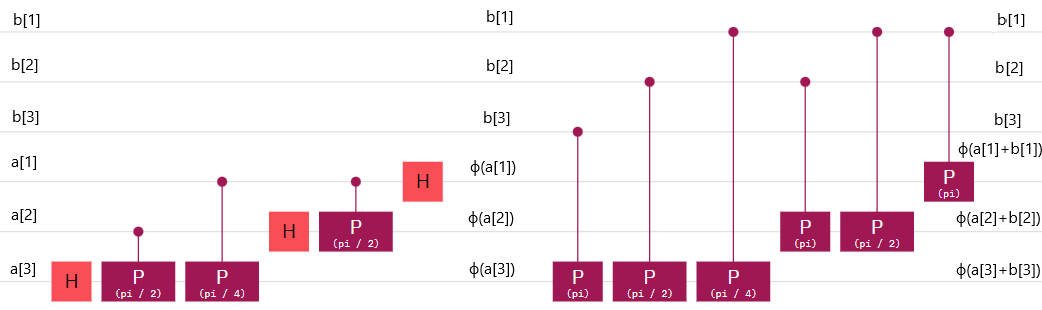 b[1] b[1] b[1]
b[2] b[2] b[2]
b[3] b[3] b[3]
ϕ(a[1]+b[1])
a[1] H ϕ(a[1]) P (pi)
a[2] H P (pi / 2) ϕ(a[2]) P (pi) P (pi / 2) ϕ(a[2]+b[2])
a[3] H P (pi / 2) P (pi / 4) ϕ(a[3]) P (pi) P (pi / 2) P (pi / 4) ϕ(a[3]+b[3])